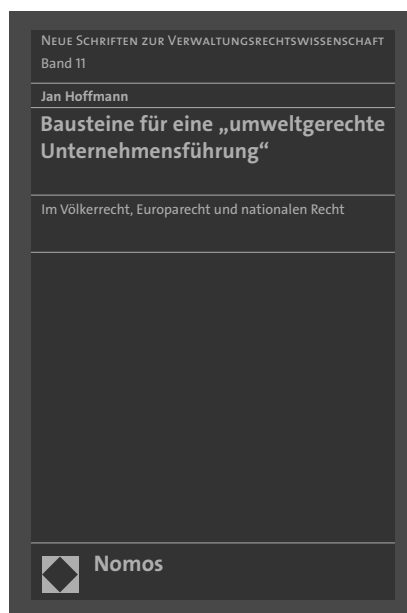 Neue Schriften zur Verwaltungsrechtswissenschaft
Band 11
Jan Hoffmann
Bausteine für eine „umweltgerechte
Unternehmensführung“
Im Völkerrecht, Europarecht und nationalen Recht
Nomos